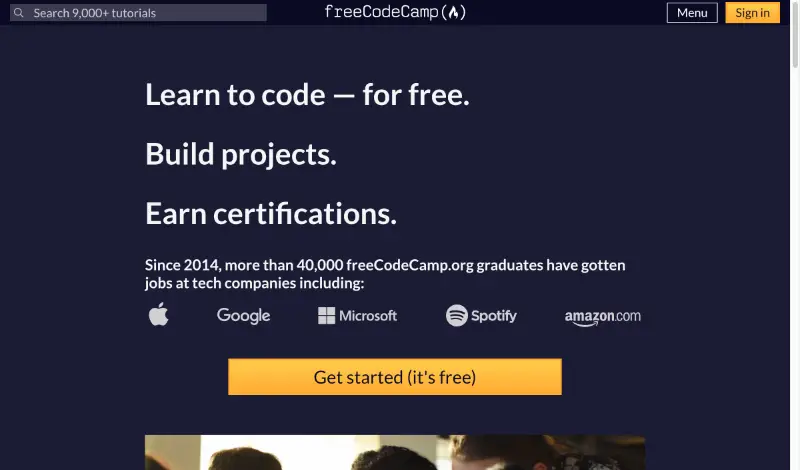 Search 9,000+ tutorials
freeCodeCamp(🔥)
Menu
Sign in
Learn to code — for free.
Build projects.
Earn certifications.
Since 2014, more than 40,000 freeCodeCamp.org graduates have gotten
jobs at tech companies including:
Google
Microsoft
Spotify
amazon.com
Get started (it's free)